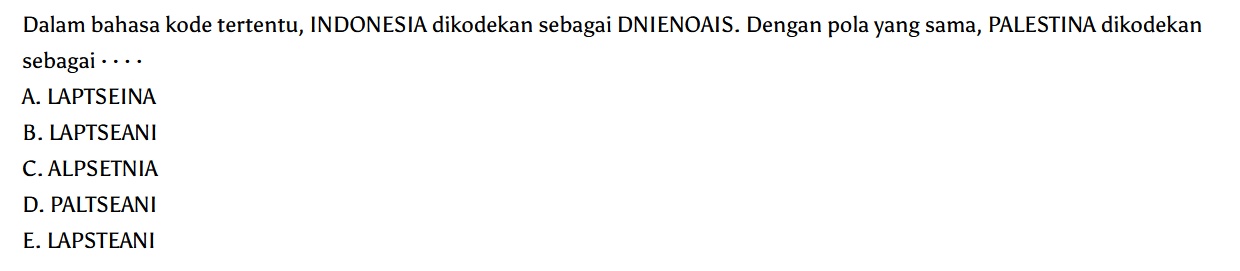 Dalam bahasa kode tertentu, INDONESIA dikodekan sebagai DNIENOAIS. Dengan pola yang sama, PALESTINA dikodekan
sebagai ····
A. LAPTSEINA
B. LAPTSEANI
C. ALPSETNIA
D. PALTSEANI
E. LAPSTEANI